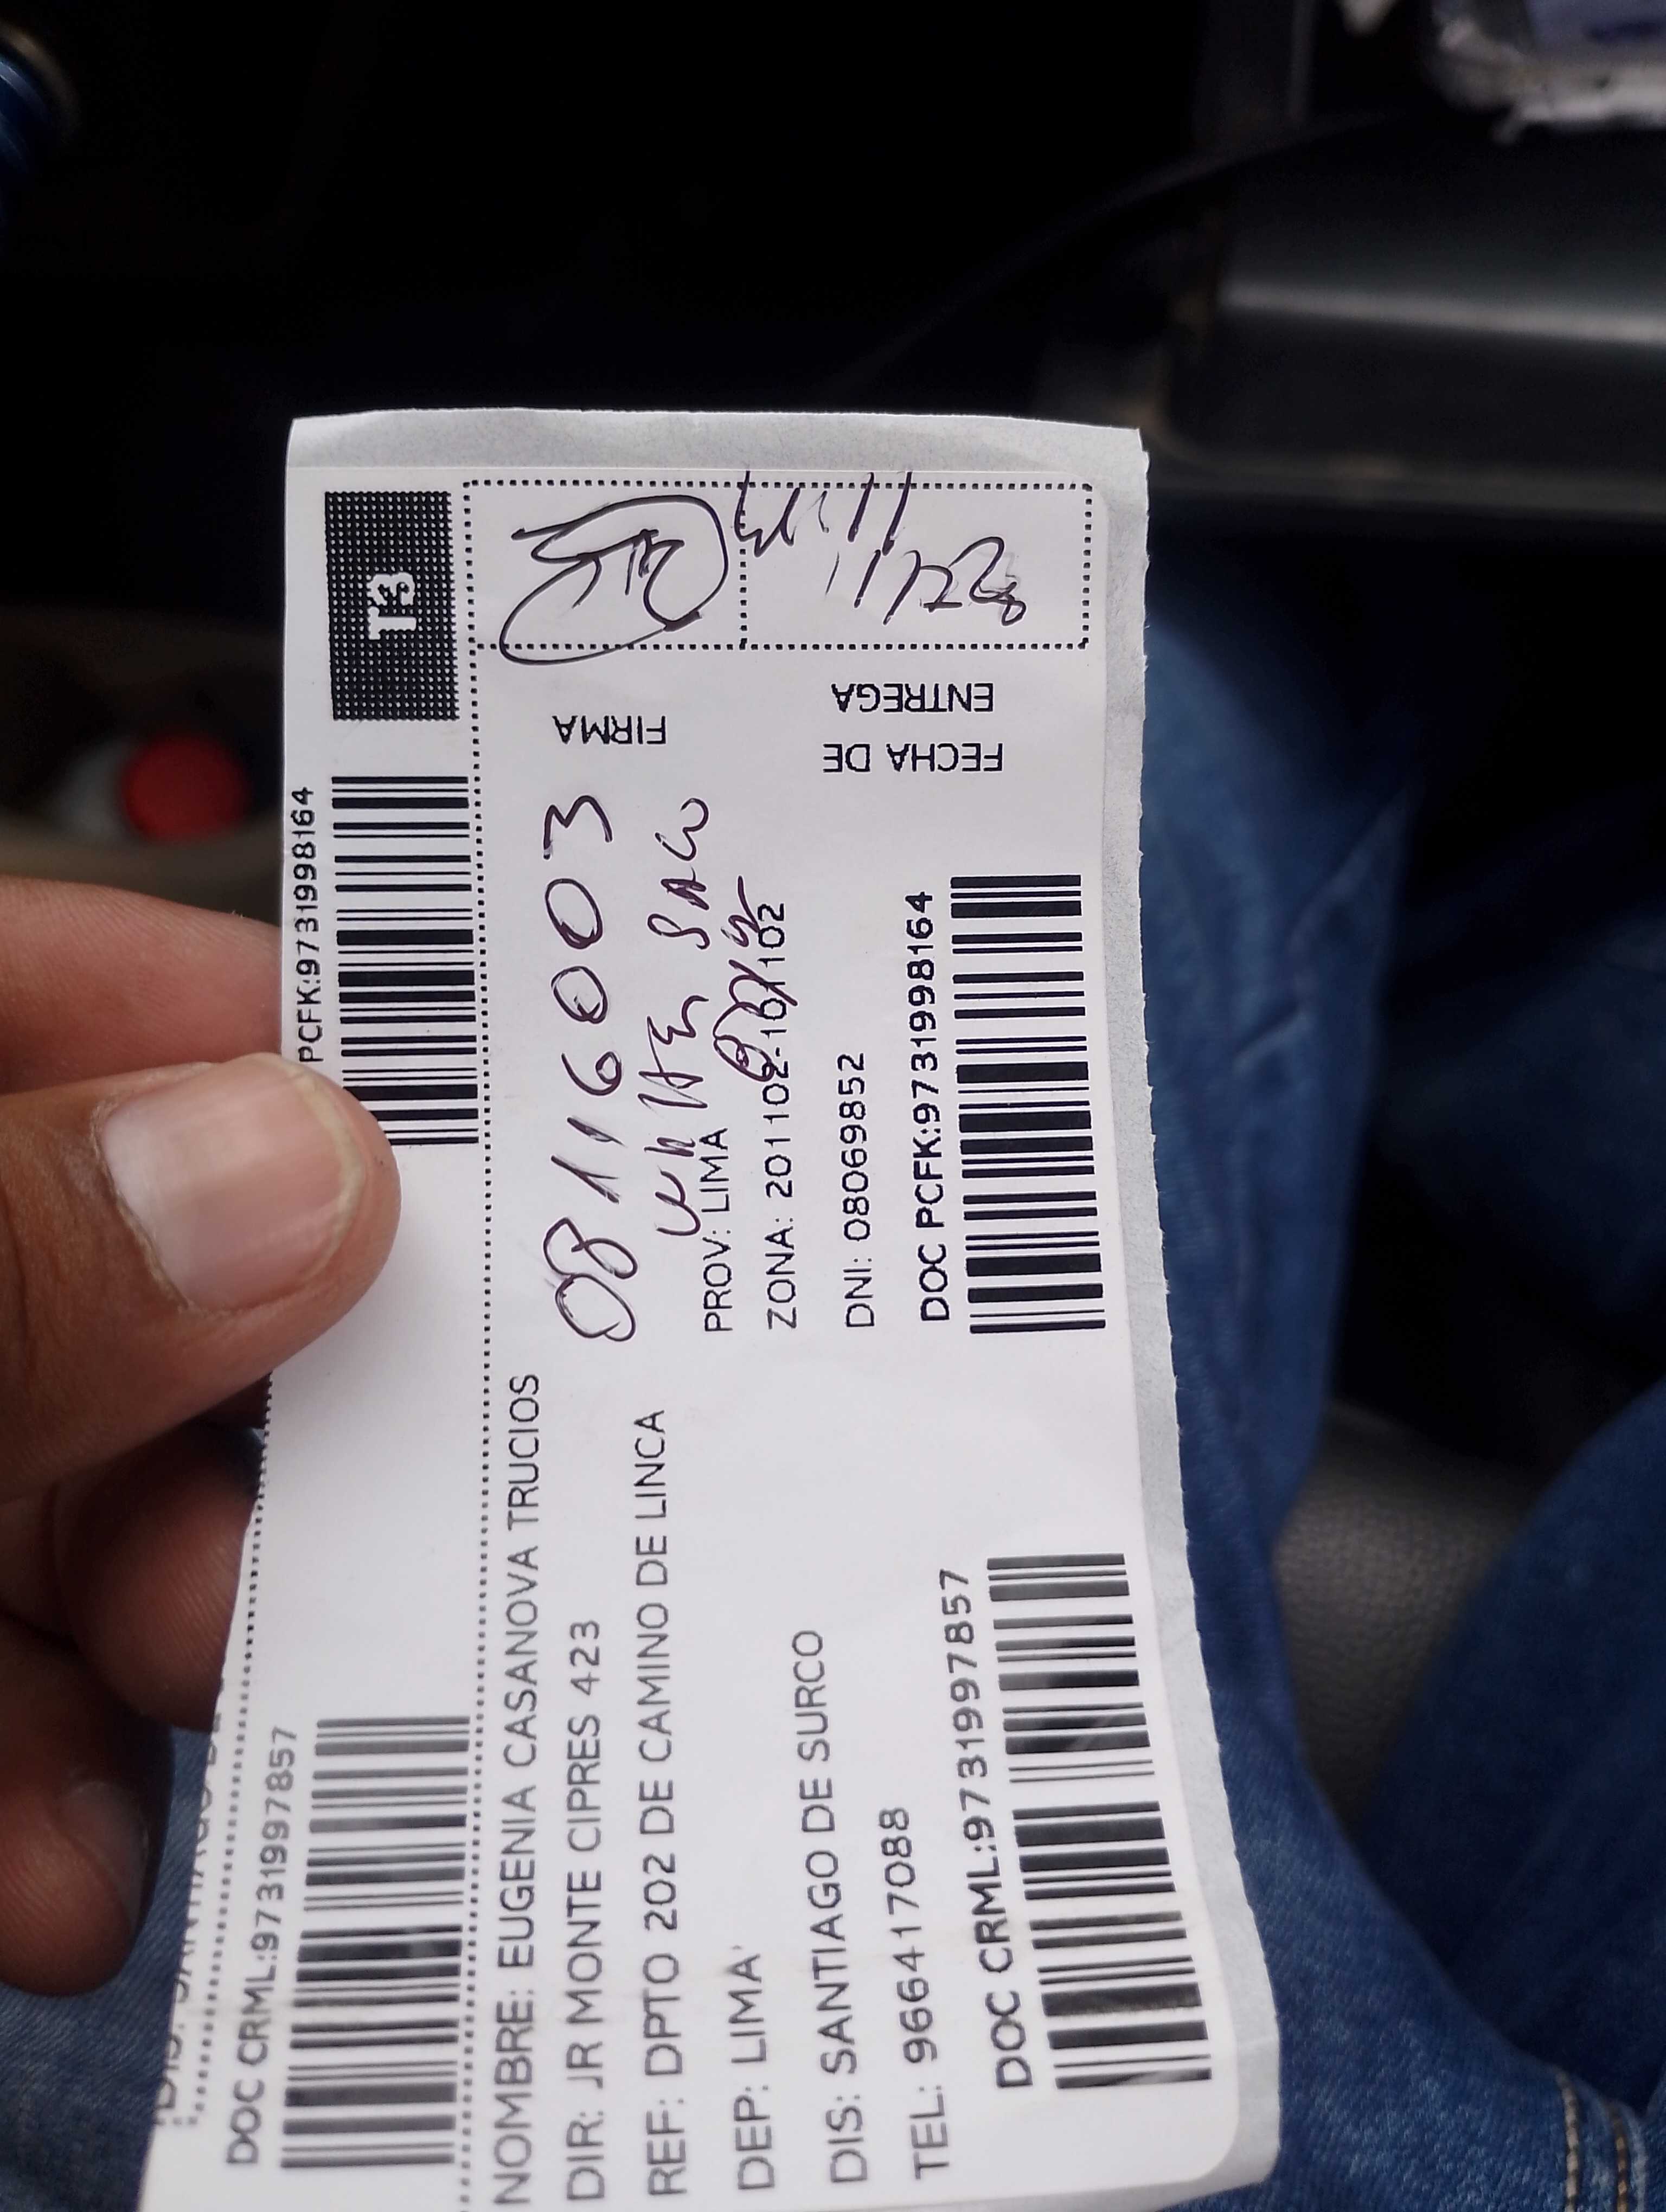 PCFK:97319998164
T3
DOC CRML:97319997857
NOMBRE: EUGENIA CASANOVA TRUCIOS
DIR: JR MONTE CIPRES 423
REF: DPTO 202 DE CAMINO DE LINCA
DEP: LIMA
DIS: SANTIAGO DE SURCO
TEL: 966417088
DOC CRML:97319997857
08116003
PROV: LIMA
ZONA: 201102-101102
DNI: 08069852
DOC PCFK:97319998164
FIRMA
FECHA DE
ENTREGA